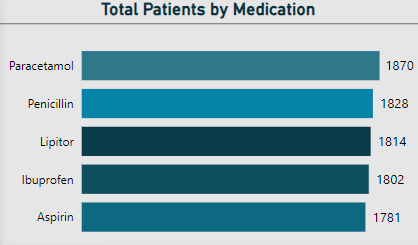 Total Patients by Medication
Paracetamol 1870
Penicillin 1828
Lipitor 1814
Ibuprofen 1802
Aspirin 1781